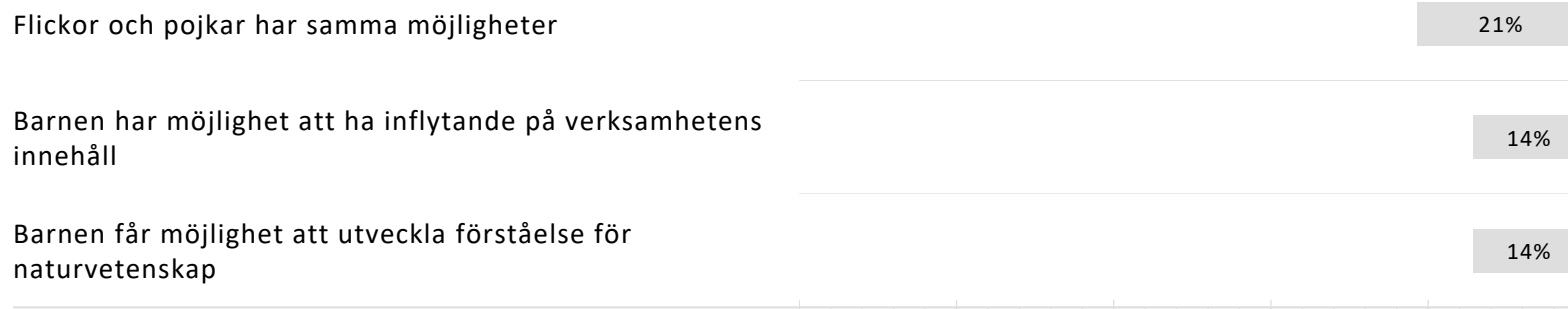 Flickor och pojkar har samma möjligheter 21%
Barnen har möjlighet att ha inflytande på verksamhetens
innehåll
14%
Barnen får möjlighet att utveckla förståelse för
naturvetenskap
14%